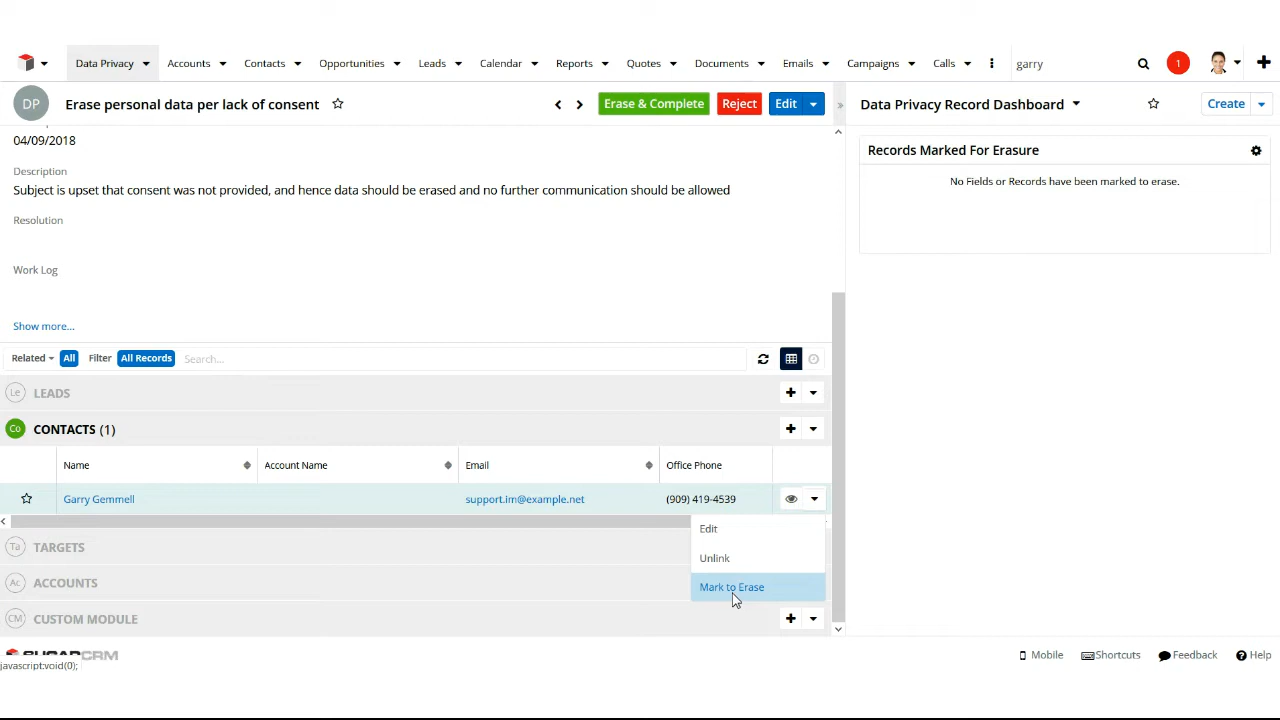 Data Privacy Accounts Contacts Opportunities Leads Calendar Reports Quotes Documents Emails Campaigns Calls garry 1
DP Erase personal data per lack of consent Erase & Complete Reject Edit » Data Privacy Record Dashboard Create
04/09/2018
Records Marked For Erasure
Description
No Fields or Records have been marked to erase.
Subject is upset that consent was not provided, and hence data should be erased and no further communication should be allowed
Resolution
Work Log
Show more...
Related All Filter All Records Search...
Le LEADS
Co CONTACTS (1)
Name Account Name Email Office Phone
Garry Gemmell support.im@example.net (909) 419-4539
Edit
Ta TARGETS
Unlink
Ac ACCOUNTS
Mark to Erase
CM CUSTOM MODULE
SUGARCRM Mobile Shortcuts Feedback Help
javascript:void(0);